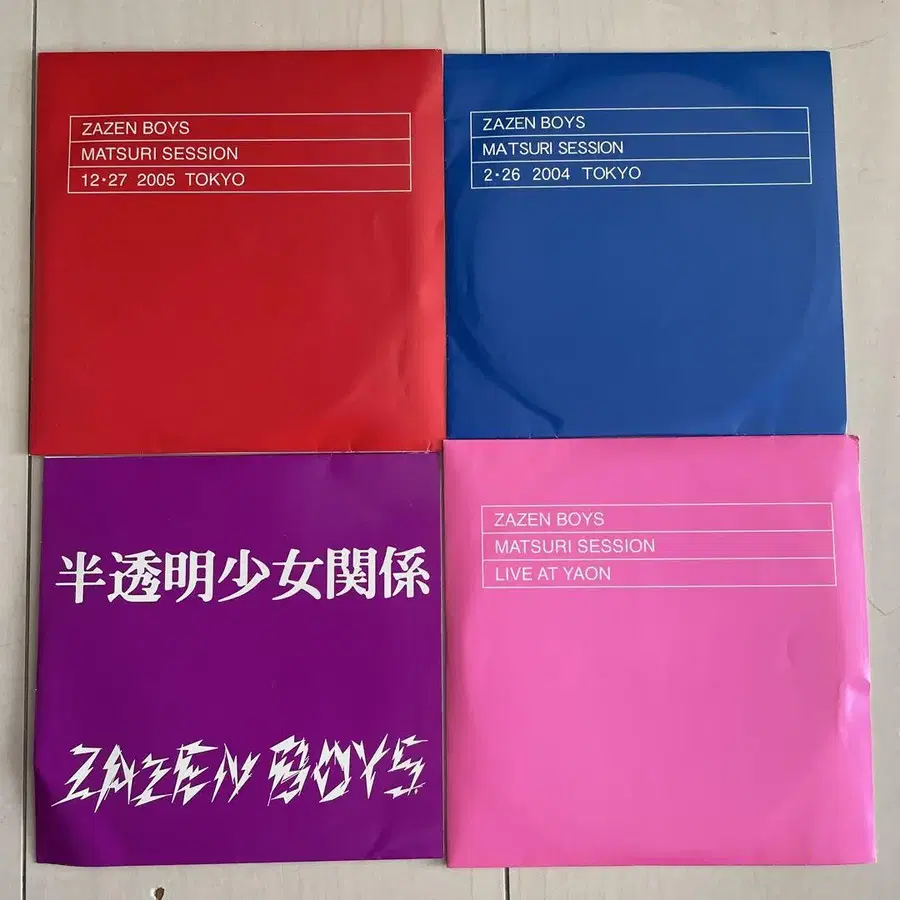 ZAZEN BOYS
MATSURI SESSION
12・27 2005 TOKYO
ZAZEN BOYS
MATSURI SESSION
2・26 2004 TOKYO
半透明少女関係
ZAZEN BOYS
ZAZEN BOYS
MATSURI SESSION
LIVE AT YAON